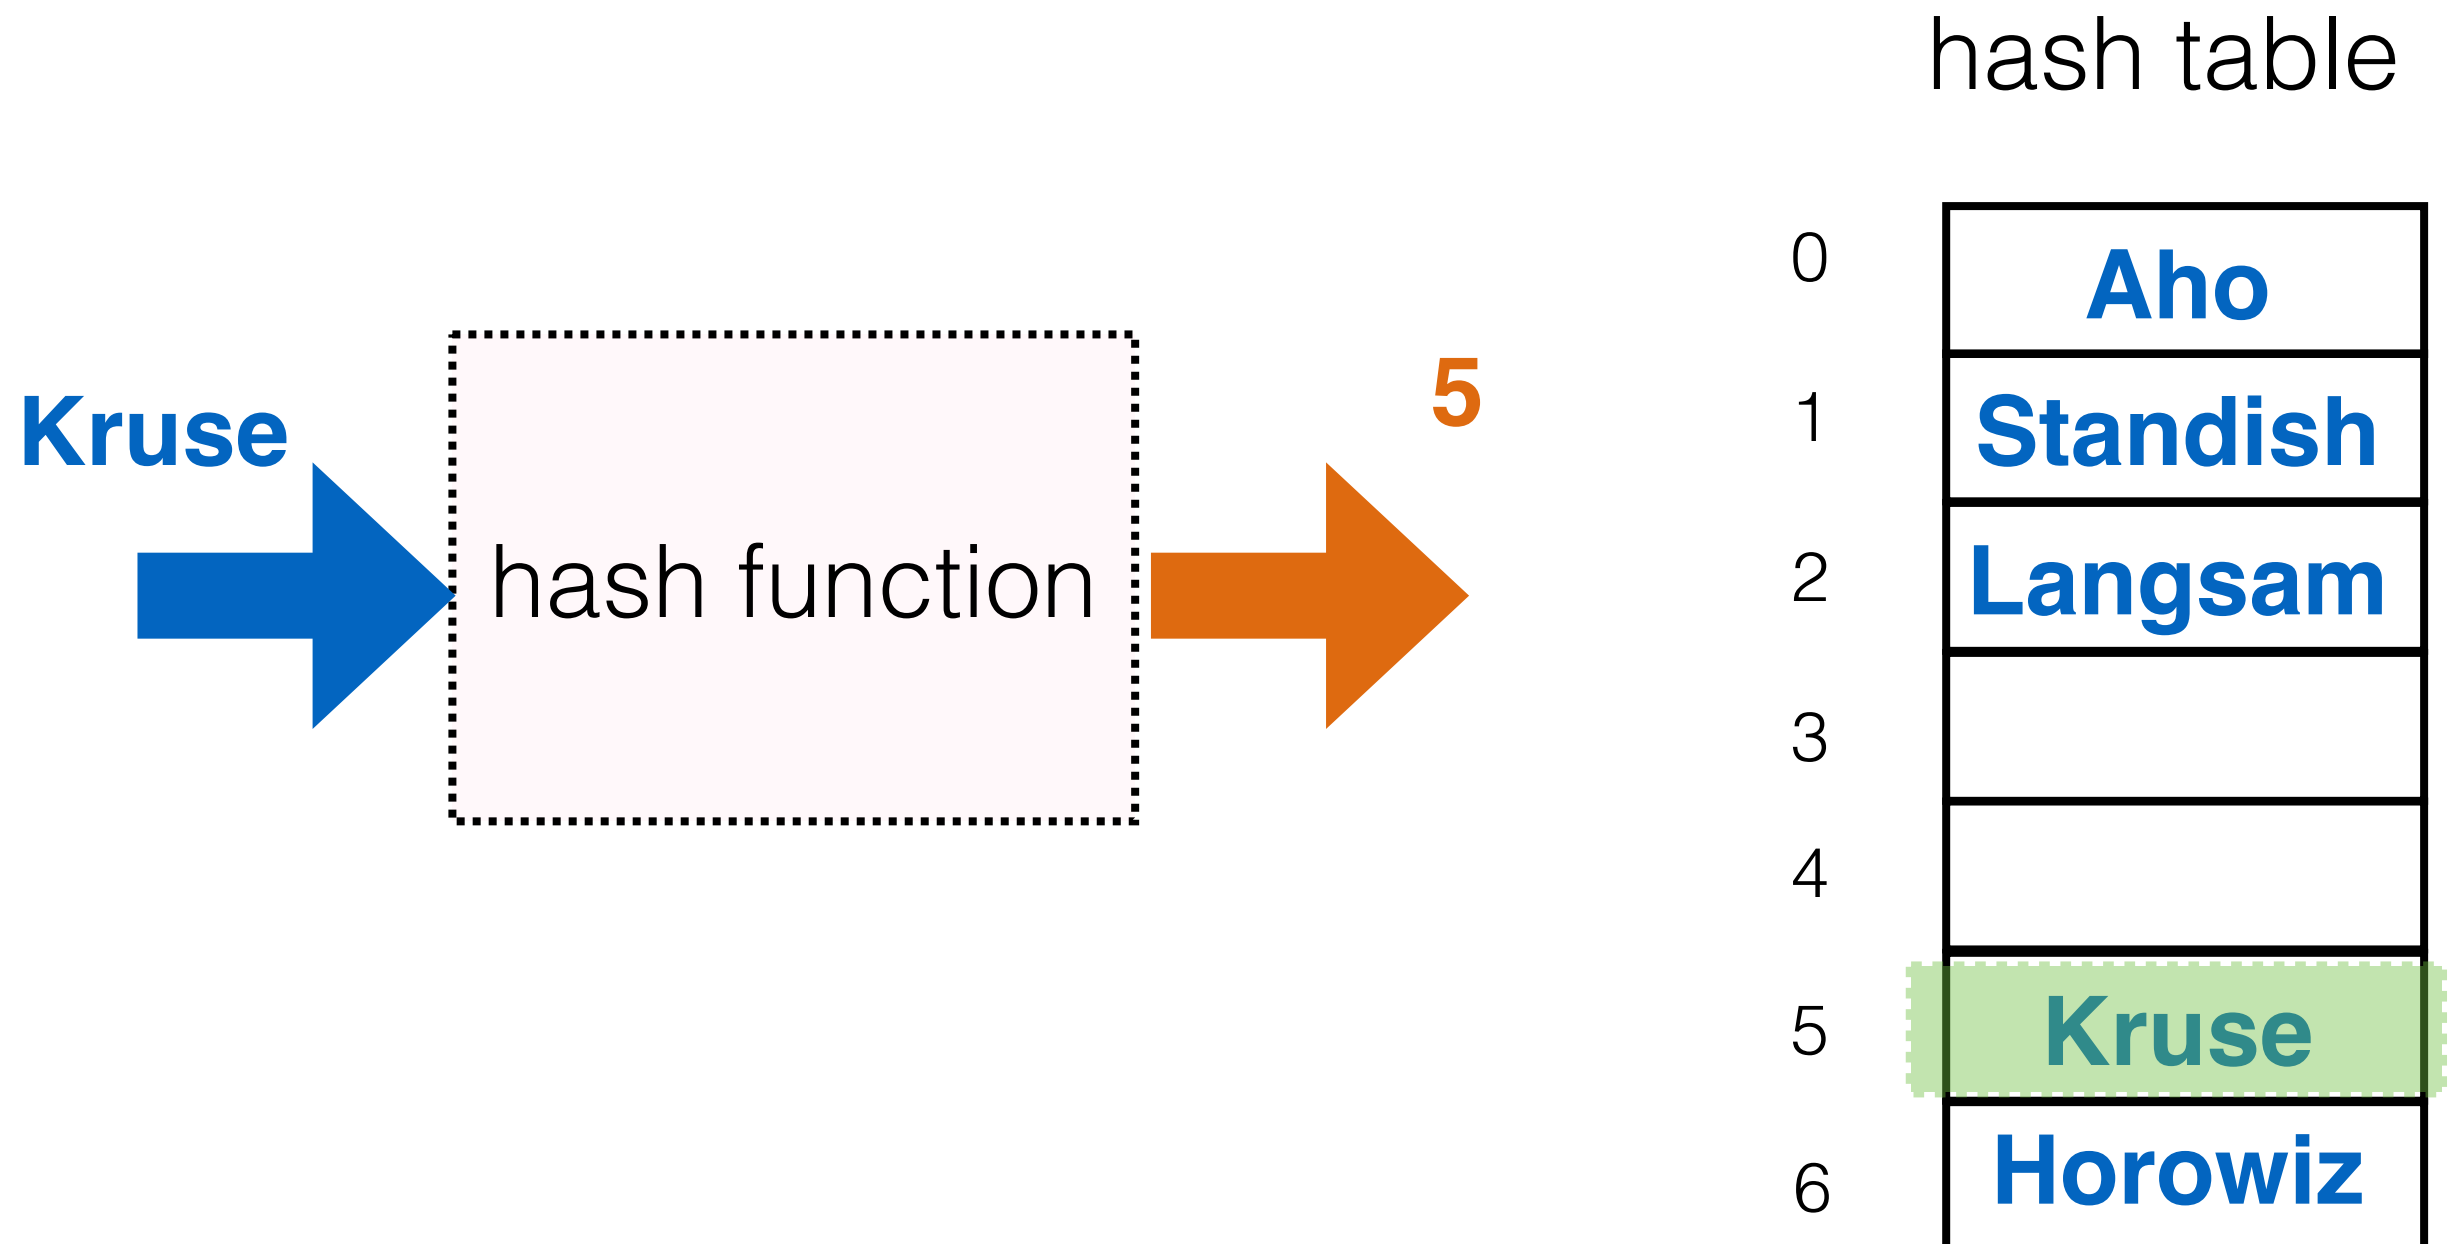 hash table
Kruse
hash function
5
0 Aho
1 Standish
2 Langsam
3
4
5 Kruse
6 Horowiz